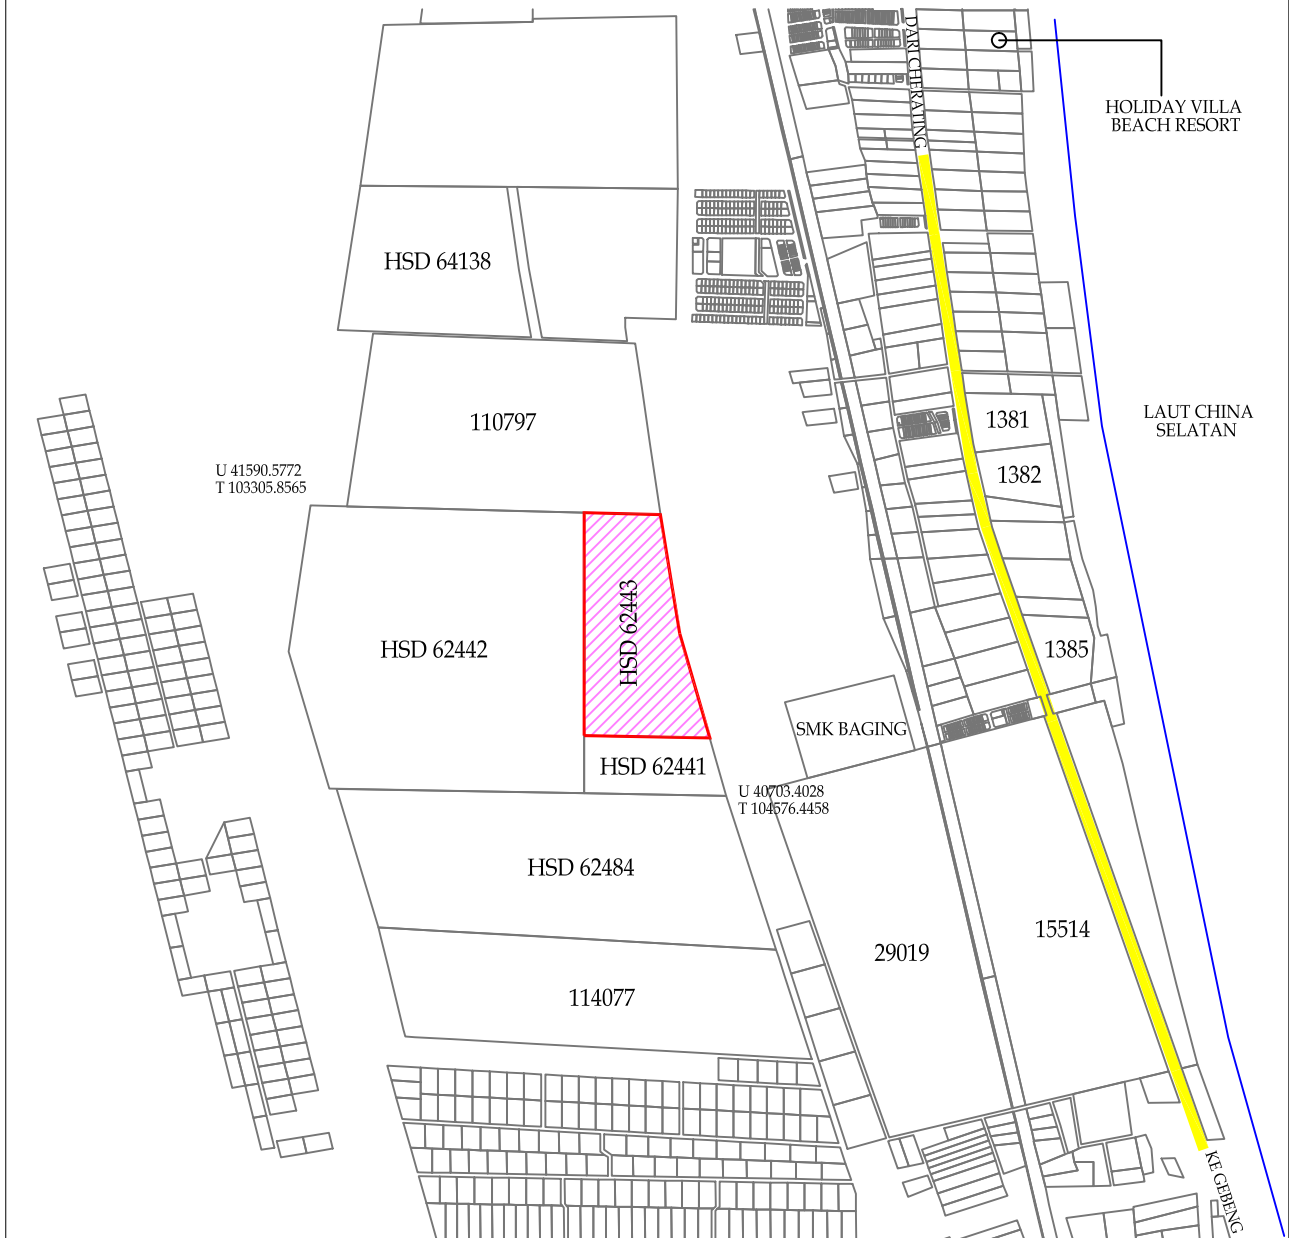 DARI CHERATING
HOLIDAY VILLA
BEACH RESORT
HSD 64138
110797
1381
LAUT CHINA
SELATAN
U 41590.5772
T 103305.8565
1382
HSD 62443
HSD 62442
1385
SMK BAGING
HSD 62441
U 40703.4028
T 104576.4458
HSD 62484
15514
29019
114077
KE GEBENG